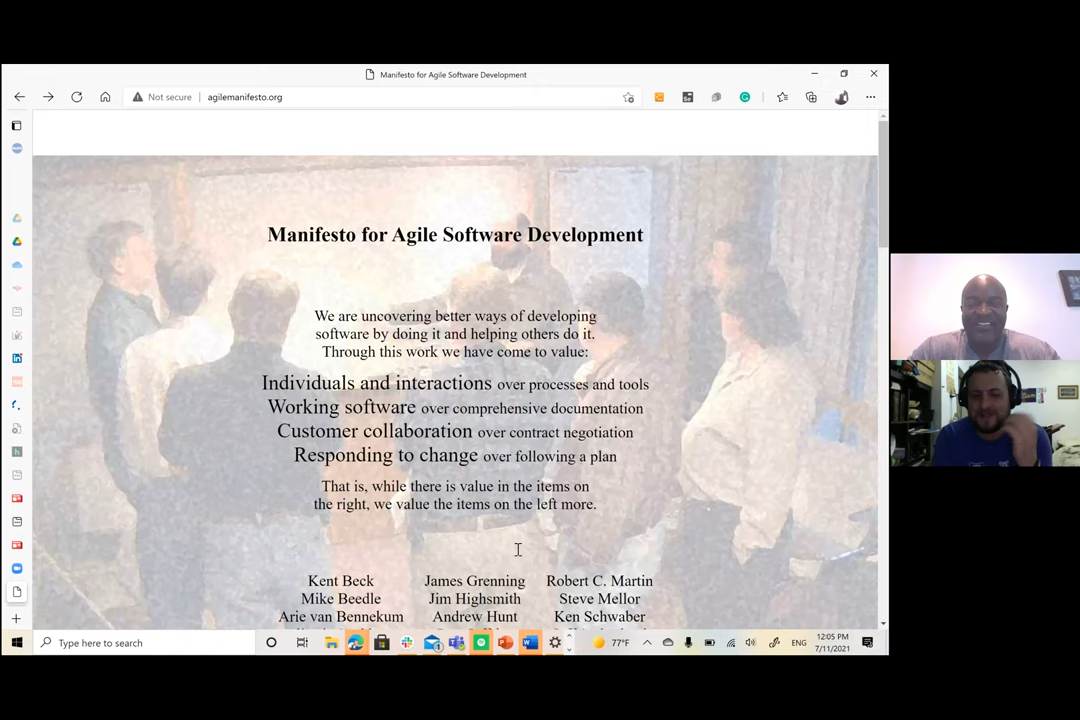 Manifesto for Agile Software Development
Not secure
agilemanifesto.org
Manifesto for Agile Software Development
We are uncovering better ways of developing
software by doing it and helping others do it.
Through this work we have come to value:
Individuals and interactions over processes and tools
Working software over comprehensive documentation
Customer collaboration over contract negotiation
Responding to change over following a plan
That is, while there is value in the items on
the right, we value the items on the left more.
Kent Beck James Grenning Robert C. Martin
Mike Beedle Jim Highsmith Steve Mellor
Arie van Bennekum Andrew Hunt Ken Schwaber
Type here to search
77°F
ENG
12:05 PM
7/11/2021